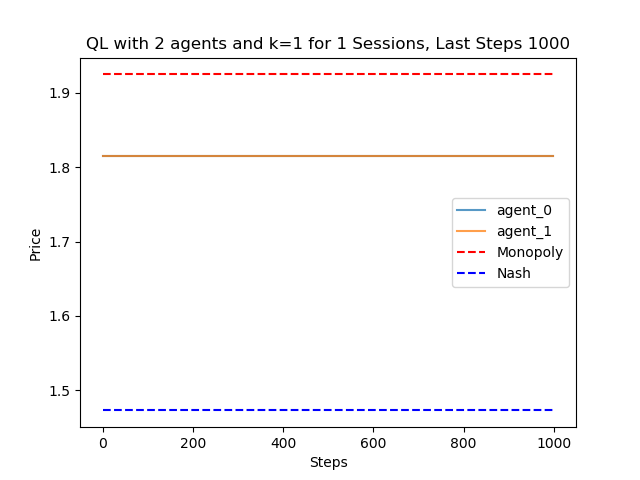 QL with 2 agents and k=1 for 1 Sessions, Last Steps 1000
1.9
1.8
1.7
1.6
1.5
Price
agent_0
agent_1
Monopoly
Nash
0 200 400 600 800 1000
Steps